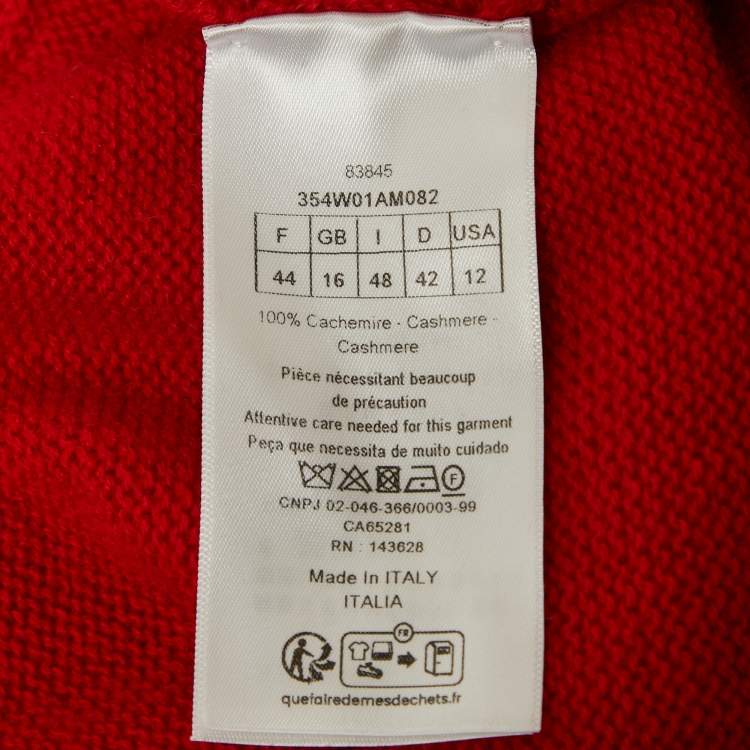 83845
354W01AM082
F GB I D USA
44 16 48 42 12
100% Cachemire - Cashmere -
Cashmere
Pièce nécessitant beaucoup
de précaution
Attentive care needed for this garment
Peça que necessita de muito cuidado
F
CNPJ 02-046-366/0003-99
CA65281
RN : 143628
Made In ITALY
ITALIA
FR
quefairedemesdechets.fr